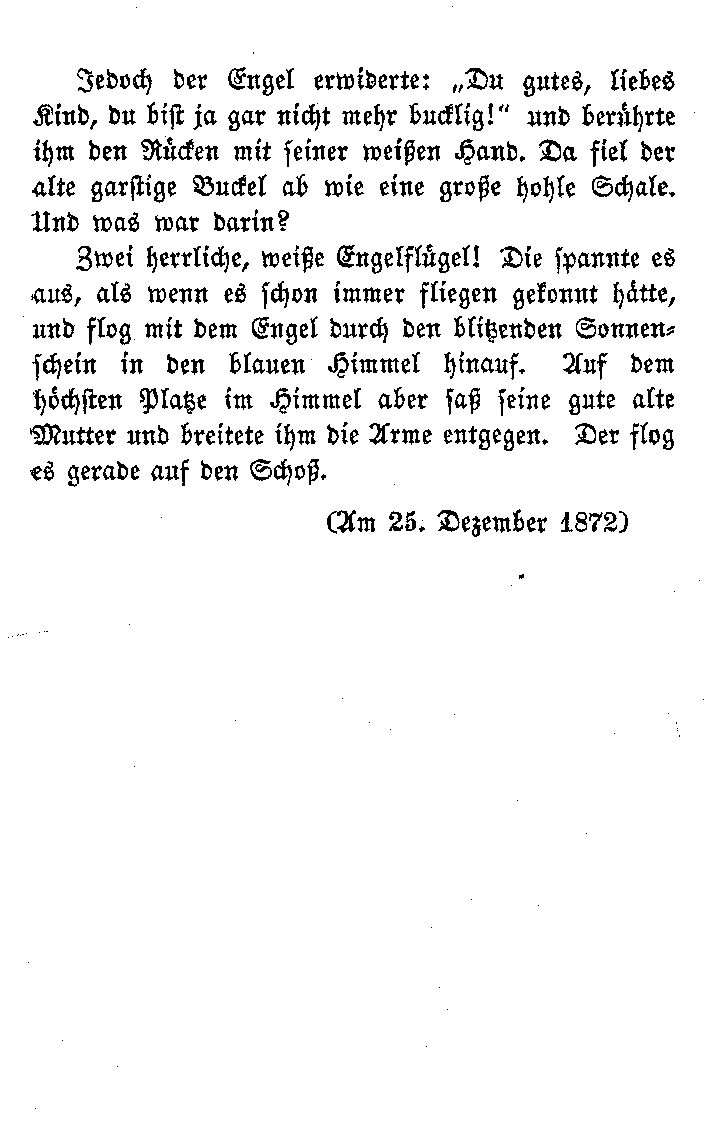 Jedoch der Engel erwiderte: „Du gutes, liebes
Kind, du bist ja gar nicht mehr bucklig!“ und berührte
ihm den Rücken mit seiner weißen Hand. Da fiel der
alte garstige Buckel ab wie eine große hohle Schale.
Und was war darin?
Zwei herrliche, weiße Engelflügel! Die spannte es
aus, als wenn es schon immer fliegen gekonnt hätte,
und flog mit dem Engel durch den blitzenden Sonnen-
schein in den blauen Himmel hinauf. Auf dem
höchsten Platze im Himmel aber saß seine gute alte
Mutter und breitete ihm die Arme entgegen. Der flog
es gerade auf den Schoß.
(Am 25. Dezember 1872)